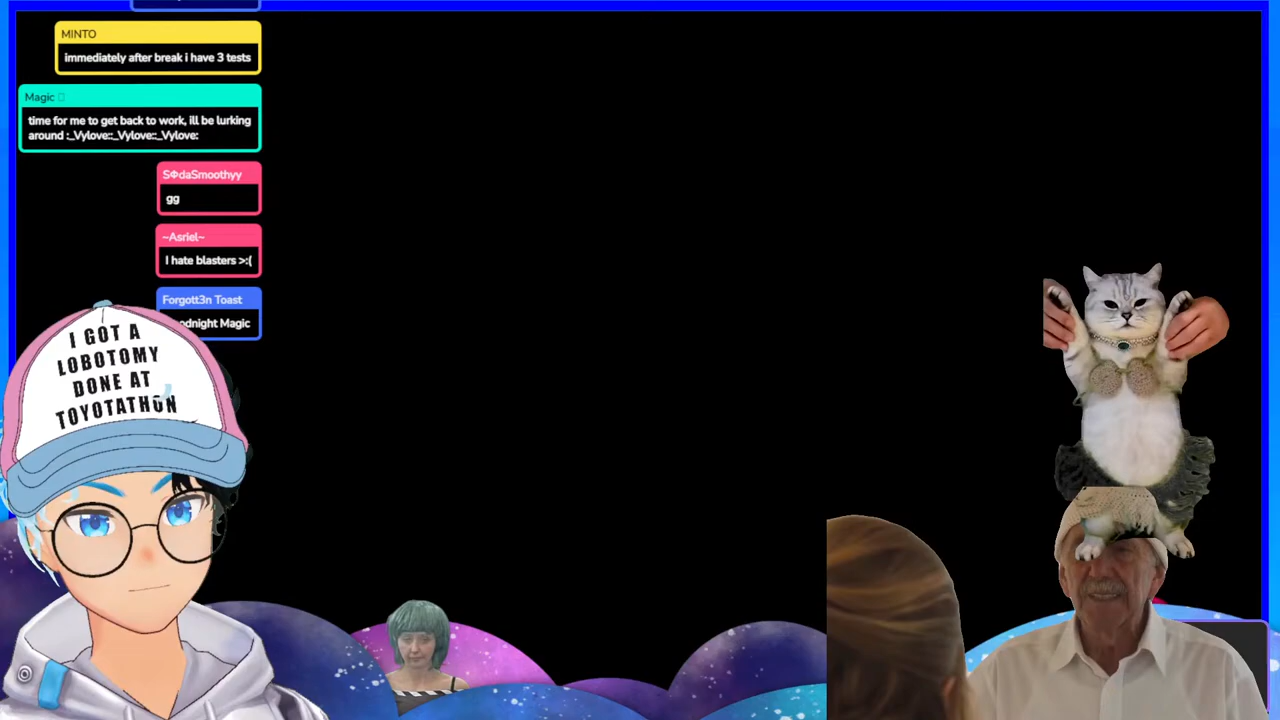 MINTO
immediately after break i have 3 tests
Magic
time for me to get back to work, ill be lurking
around :_Vylove::_Vylove::_Vylove:
SΦdaSmoothyy
gg
~Asriel~
I hate blasters >:(
Forgott3n Toast
odnight Magic
I GOT A
LOBOTOMY
DONE AT
TOYOTATHON